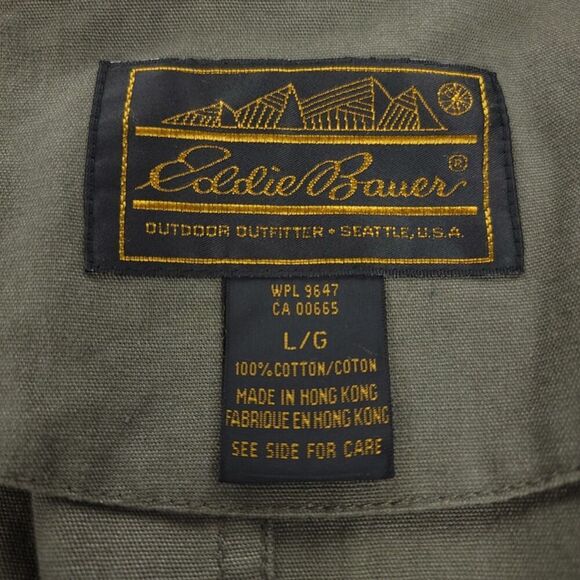 Eddie Bauer®
OUTDOOR OUTFITTER • SEATTLE, U.S.A.
WPL 9647
CA 00665
L/G
100% COTTON/COTON
MADE IN HONG KONG
FABRIQUE EN HONG KONG
SEE SIDE FOR CARE